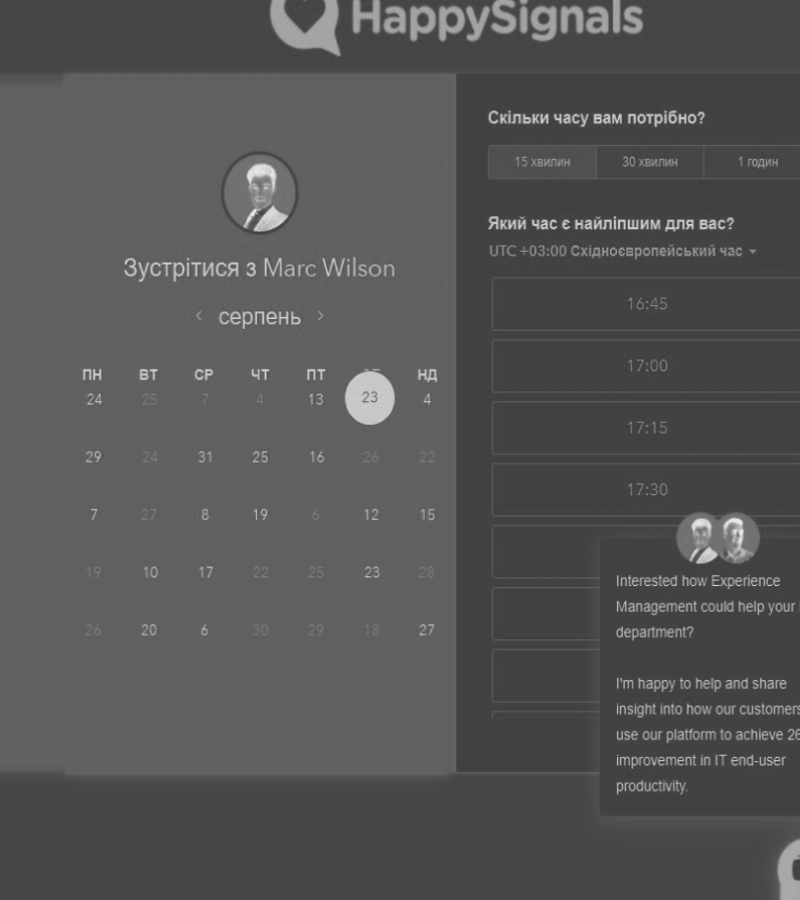 HappySignals
Зустрітися з Marc Wilson
‹ серпень ›
ПН ВТ СР ЧТ ПТ НД
24 25 7 4 13 23 4
29 24 31 25 16 26 22
7 27 8 19 6 12 15
19 10 17 22 25 23 28
26 20 6 30 29 18 27
Скільки часу вам потрібно?
15 хвилин 30 хвилин 1 годин
Який час є найліпшим для вас?
UTC +03:00 Східноєвропейський час
16:45
17:00
17:15
17:30
Interested how Experience
Management could help your
department?
I'm happy to help and share
insight into how our customers
use our platform to achieve 26
improvement in IT end-user
productivity.